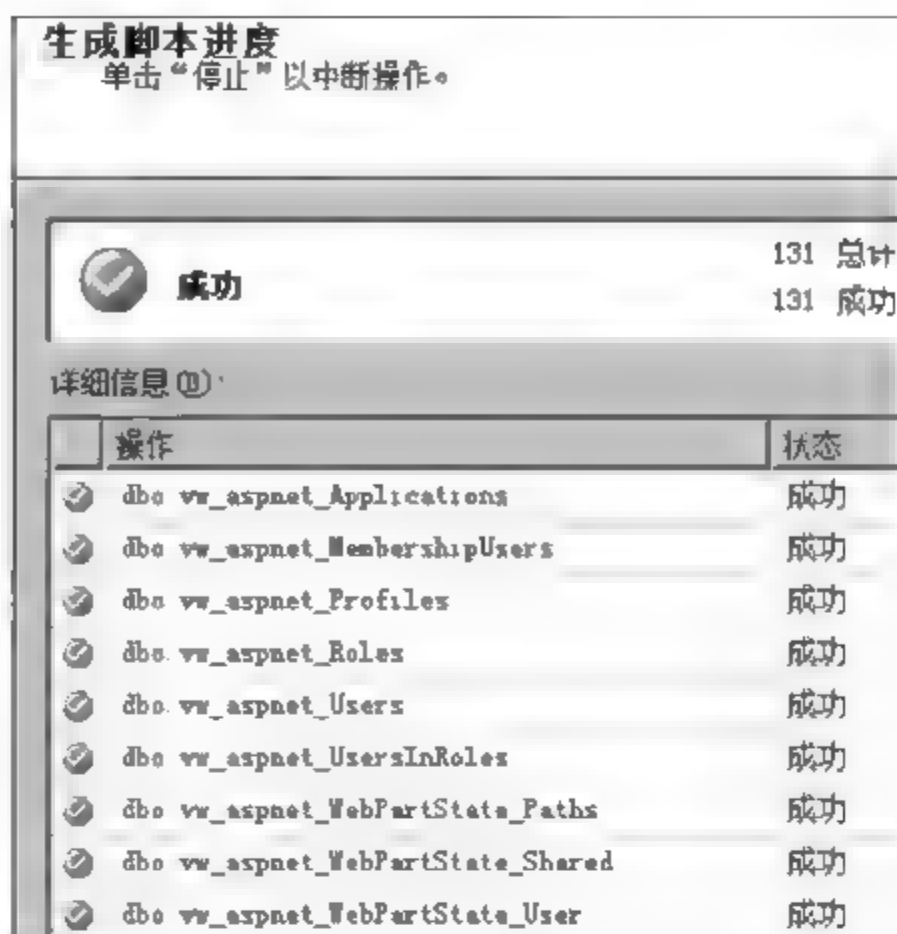 生成脚本进度
单击“停止”以中断操作。
成功
131 总计
131 成功
详细信息(D):
操作 状态
dbo.vw_aspnet_Applications 成功
dbo.vw_aspnet_MembershipUsers 成功
dbo.vw_aspnet_Profiles 成功
dbo.vw_aspnet_Roles 成功
dbo.vw_aspnet_Users 成功
dbo.vw_aspnet_UsersInRoles 成功
dbo.vw_aspnet_WebPartState_Paths 成功
dbo.vw_aspnet_WebPartState_Shared 成功
dbo.vw_aspnet_WebPartState_User 成功